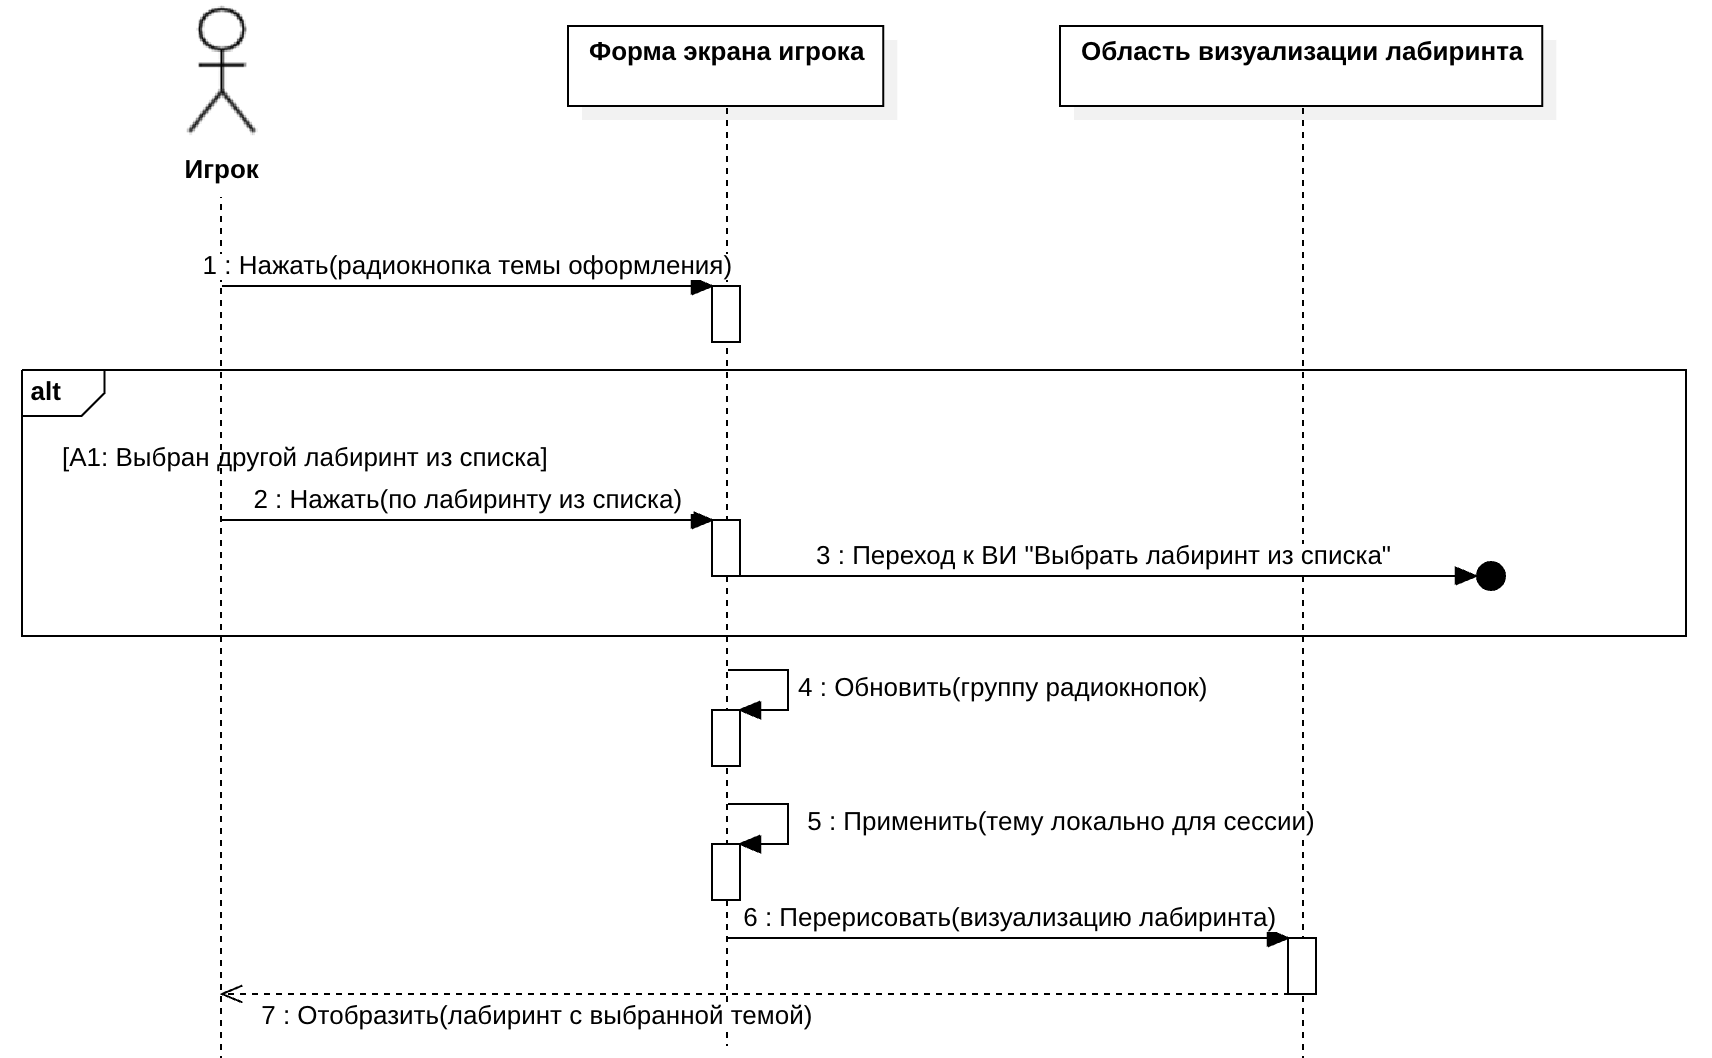 Форма экрана игрока
Область визуализации лабиринта
Игрок
1 : Нажать(радиокнопка темы оформления)
alt
[А1: Выбран другой лабиринт из списка]
2 : Нажать(по лабиринту из списка)
3 : Переход к ВИ "Выбрать лабиринт из списка"
4 : Обновить(группу радиокнопок)
5 : Применить(тему локально для сессии)
6 : Перерисовать(визуализацию лабиринта)
7 : Отобразить(лабиринт с выбранной темой)